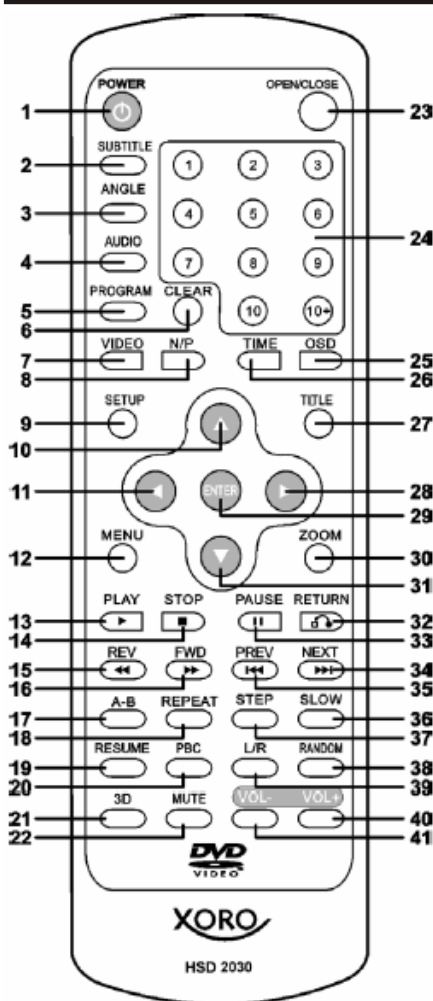 POWER OPEN/CLOSE
1 23
SUBTITLE
2 1 2 3
ANGLE
3 4 5 6
24
AUDIO
4 7 8 9
PROGRAM CLEAR
5 10 10+
6
VIDEO N/P TIME OSD
7 25
8 26
SETUP TITLE
9 27
10
11 28
ENTER
29
MENU ZOOM
12 30
31
PLAY STOP PAUSE RETURN
13 32
14 33
REV FWD PREV NEXT
15 34
16 35
A-B REPEAT STEP SLOW
17 36
18 37
RESUME PBC L/R RANDOM
19 38
20 39
3D MUTE VOL- VOL+
21 40
22 41
DVD
VIDEO
XORO
HSD 2030